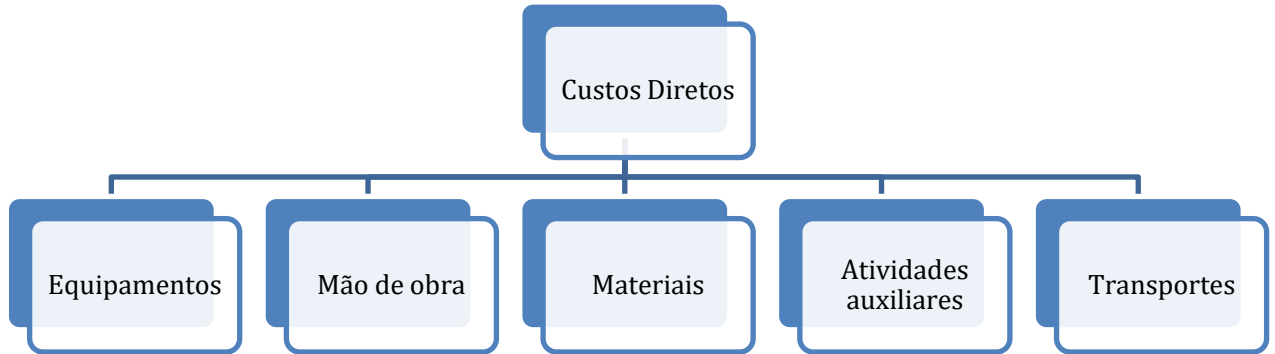 Custos Diretos
Equipamentos
Mão de obra
Materiais
Atividades
auxiliares
Transportes